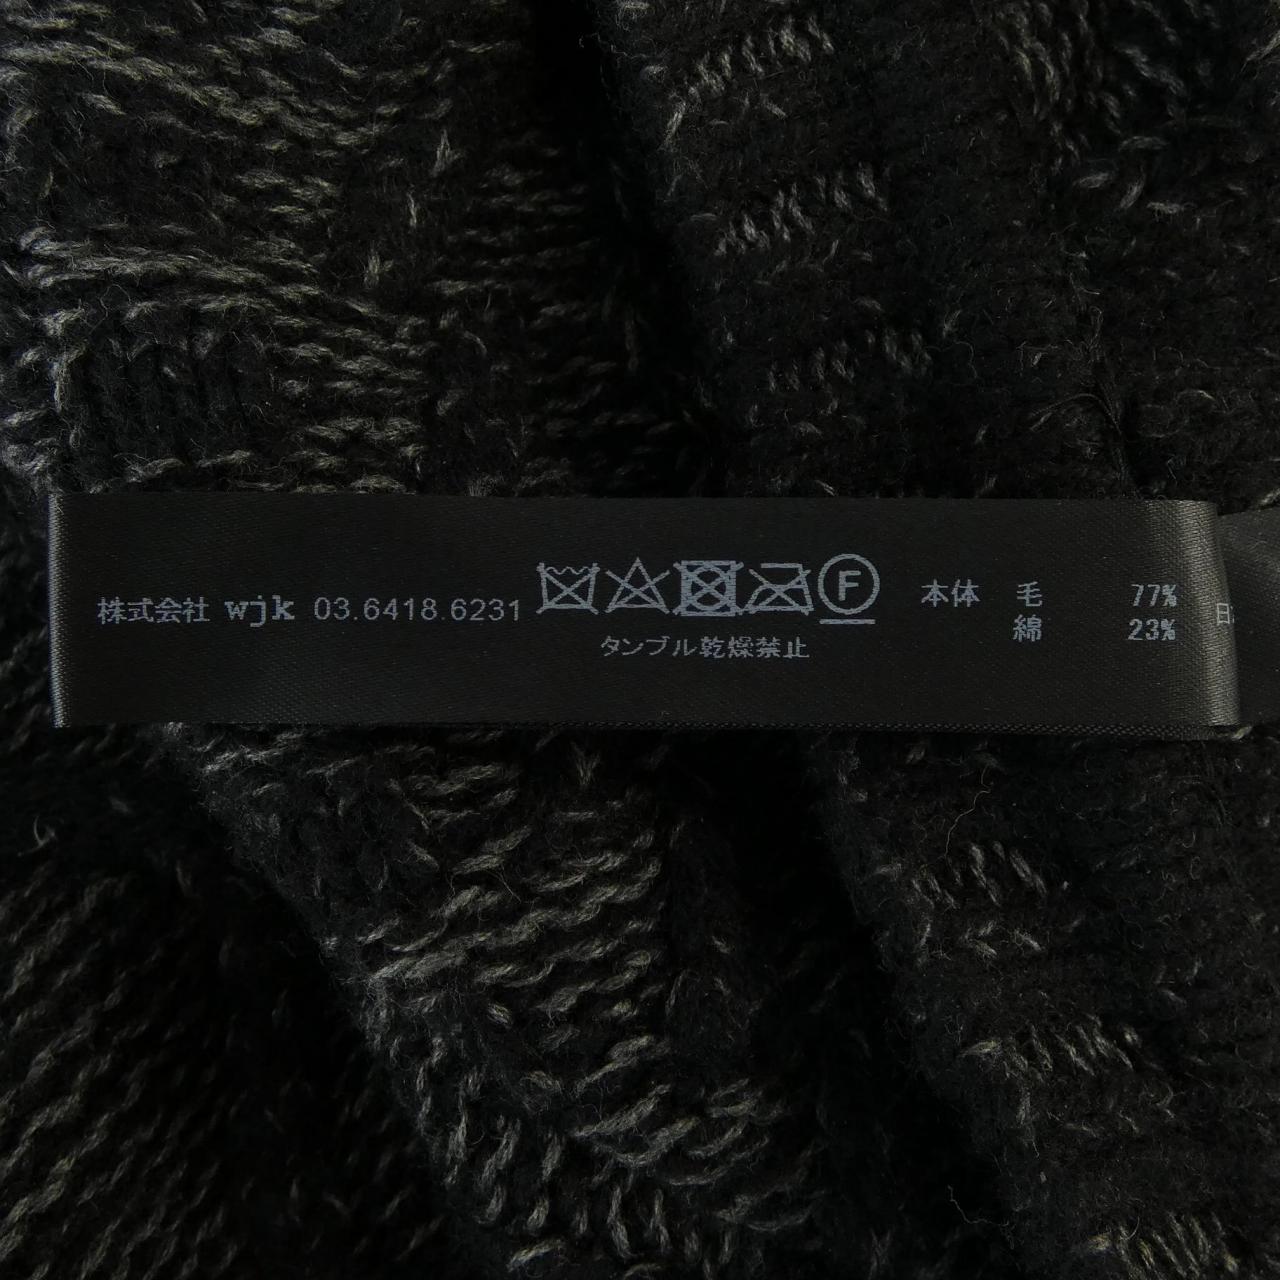 株式会社 wjk 03.6418.6231
F
タンブル乾燥禁止
本体 毛 77%
綿 23%
日